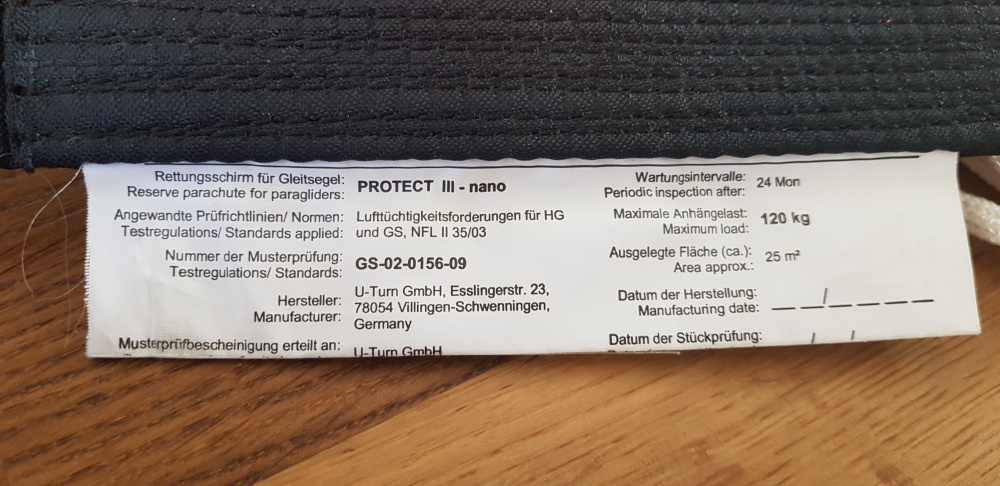 Rettungsschirm für Gleitsegel:
Reserve parachute for paragliders:
PROTECT III - nano
Angewandte Prüfrichtlinien/ Normen:
Testregulations/ Standards applied:
Lufttüchtigkeitsforderungen für HG
und GS, NFL II 35/03
Nummer der Musterprüfung:
Testregulations/ Standards:
GS-02-0156-09
Hersteller:
Manufacturer:
U-Turn GmbH, Esslingerstr. 23,
78054 Villingen-Schwenningen,
Germany
Musterprüfbescheinigung erteilt an:
U-Turn GmbH
Wartungsintervalle:
Periodic inspection after:
24 Mon
Maximale Anhängelast:
Maximum load:
120 kg
Ausgelegte Fläche (ca.):
Area approx.:
25 m²
Datum der Herstellung:
Manufacturing date:
__/____
Datum der Stückprüfung:
/ /